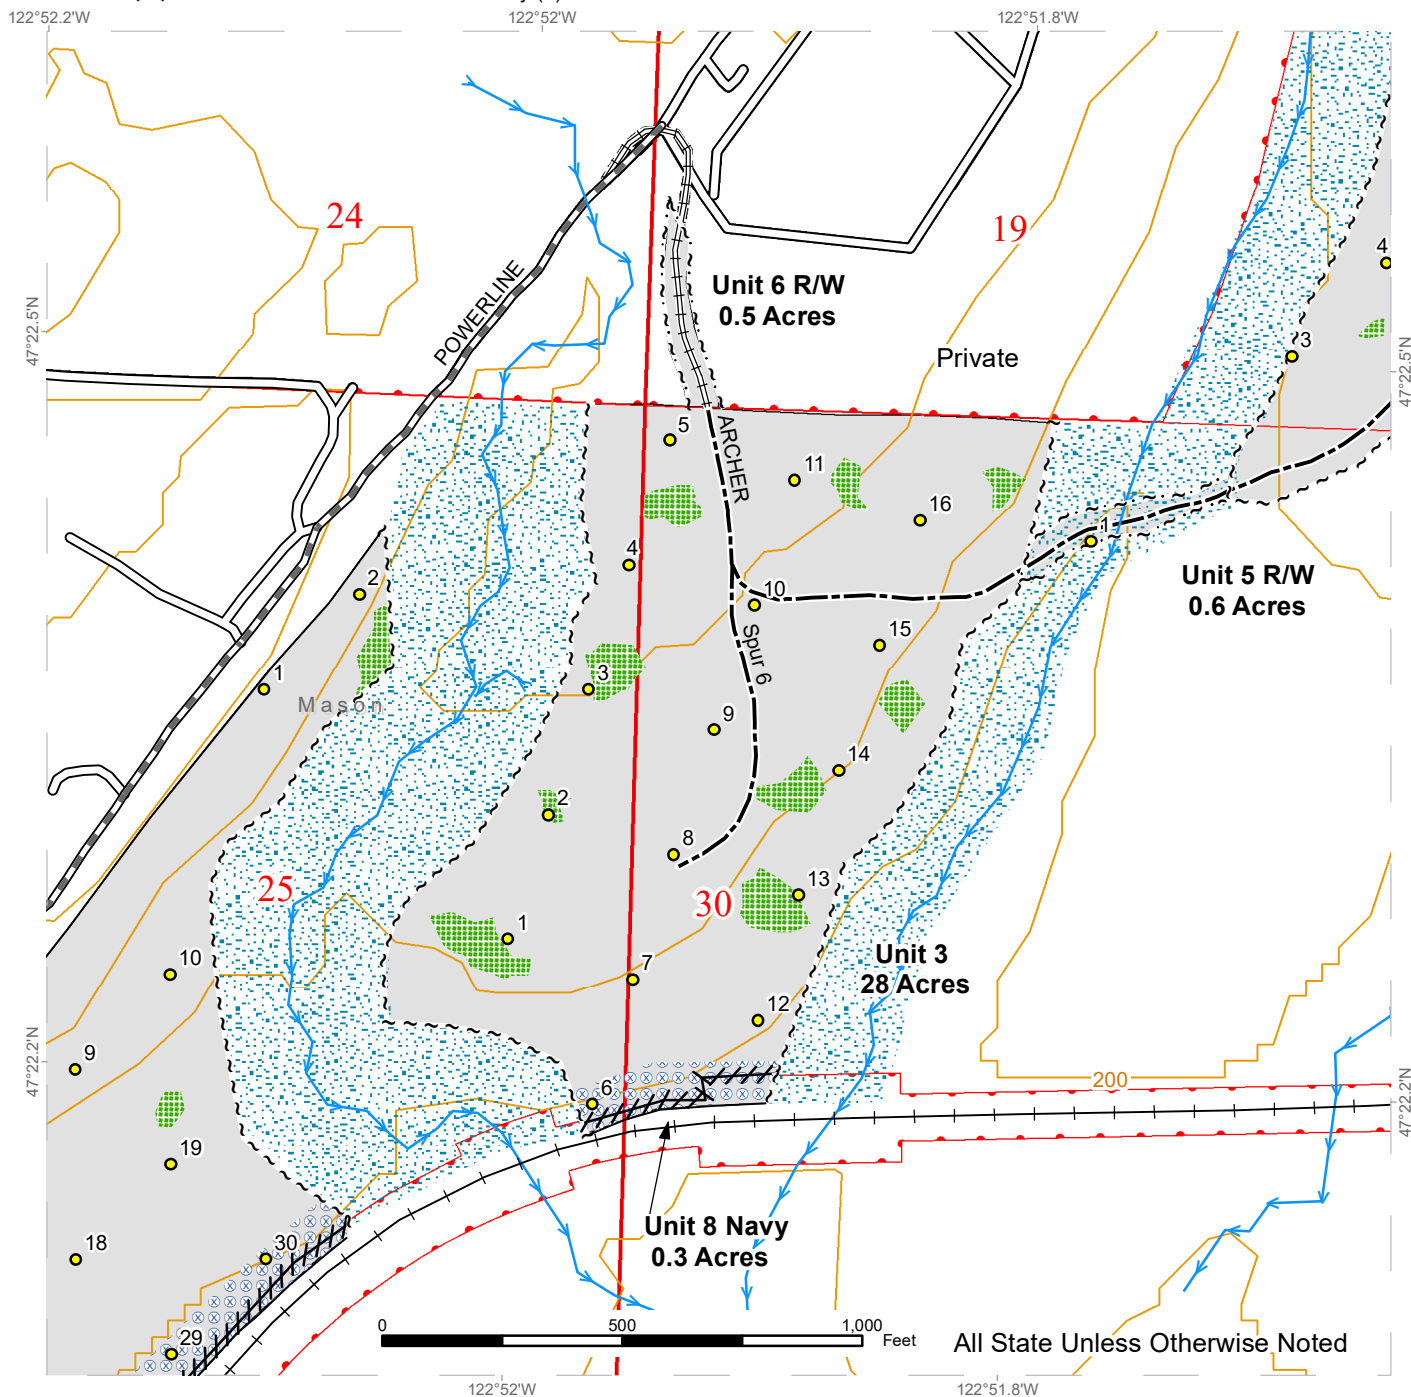 122°52.2'W
122°52'W
122°51.8'W
24
19
4
POWERLINE
Unit 6 R/W
0.5 Acres
47°22.5'N
Private
3
47°22.5'N
5
ARCHER
11
16
4
1
2
10
Unit 5 R/W
0.6 Acres
15
Spur 6
1
3
Mason
9
14
2
8
13
25
30
1
Unit 3
28 Acres
10
7
12
9
47°22.2'N
200
6
47°22.2'N
19
Unit 8 Navy
0.3 Acres
18
30
0
500
1,000
Feet
29
All State Unless Otherwise Noted
122°52'W
122°51.8'W